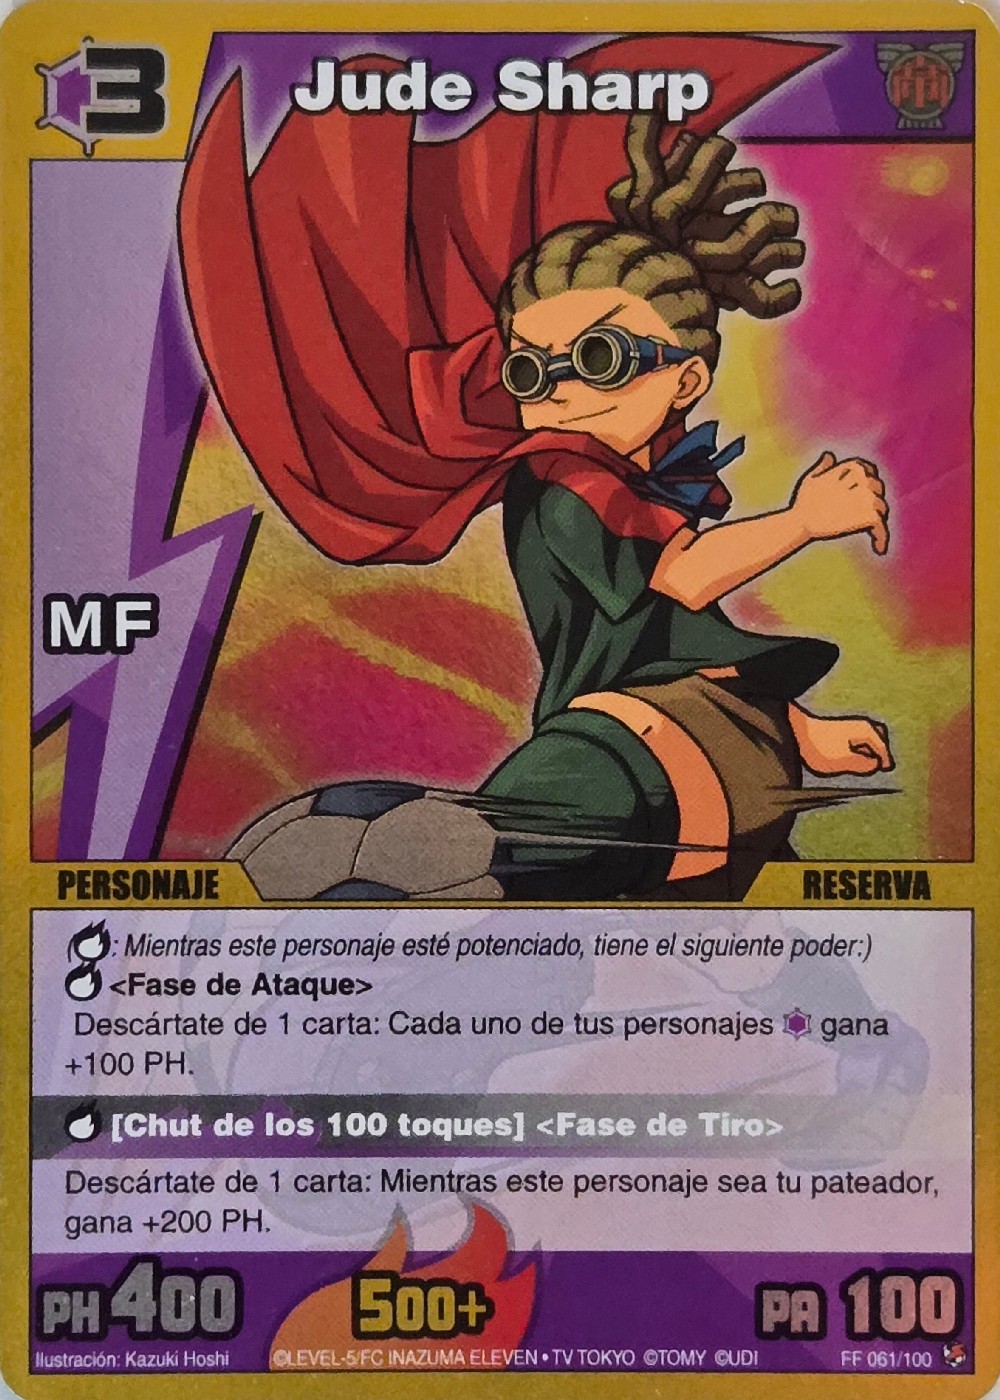 3
Jude Sharp
MF
PERSONAJE
RESERVA
(: Mientras este personaje esté potenciado, tiene el siguiente poder:)
<Fase de Ataque>
Descártate de 1 carta: Cada uno de tus personajes gana
+100 PH.
[Chut de los 100 toques] <Fase de Tiro>
Descártate de 1 carta: Mientras este personaje sea tu pateador,
gana +200 PH.
PH 400
500+
PA 100
Ilustración: Kazuki Hoshi
©LEVEL-5/FC INAZUMA ELEVEN • TV TOKYO ©TOMY ©UDI
FF 061/100